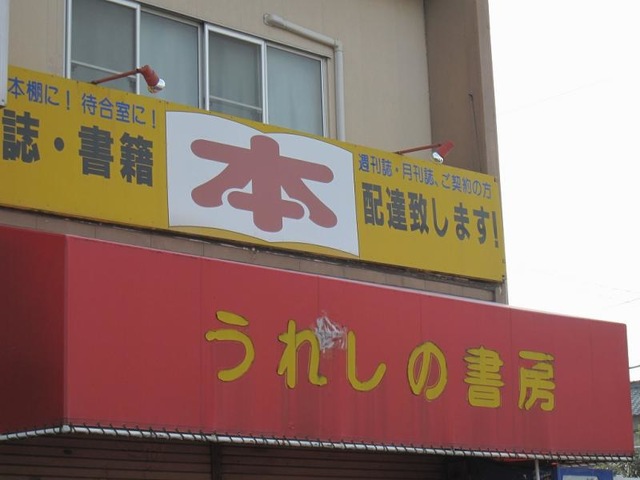 本棚に！待合室に！
誌・書籍
本
週刊誌・月刊誌、ご契約の方
配達致します！
うれしの書房